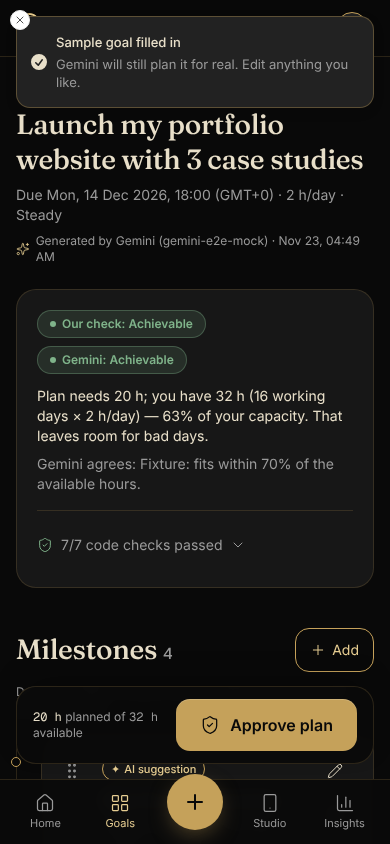 Sample goal filled in
Gemini will still plan it for real. Edit anything you
like.
Launch my portfolio
website with 3 case studies
Due Mon, 14 Dec 2026, 18:00 (GMT+0) · 2 h/day ·
Steady
Generated by Gemini (gemini-e2e-mock) · Nov 23, 04:49
AM
Our check: Achievable
Gemini: Achievable
Plan needs 20 h; you have 32 h (16 working
days × 2 h/day) — 63% of your capacity. That
leaves room for bad days.
Gemini agrees: Fixture: fits within 70% of the
available hours.
7/7 code checks passed
Milestones 4
Add
20 h planned of 32 h
available
Approve plan
AI suggestion
Home
Goals
Studio
Insights